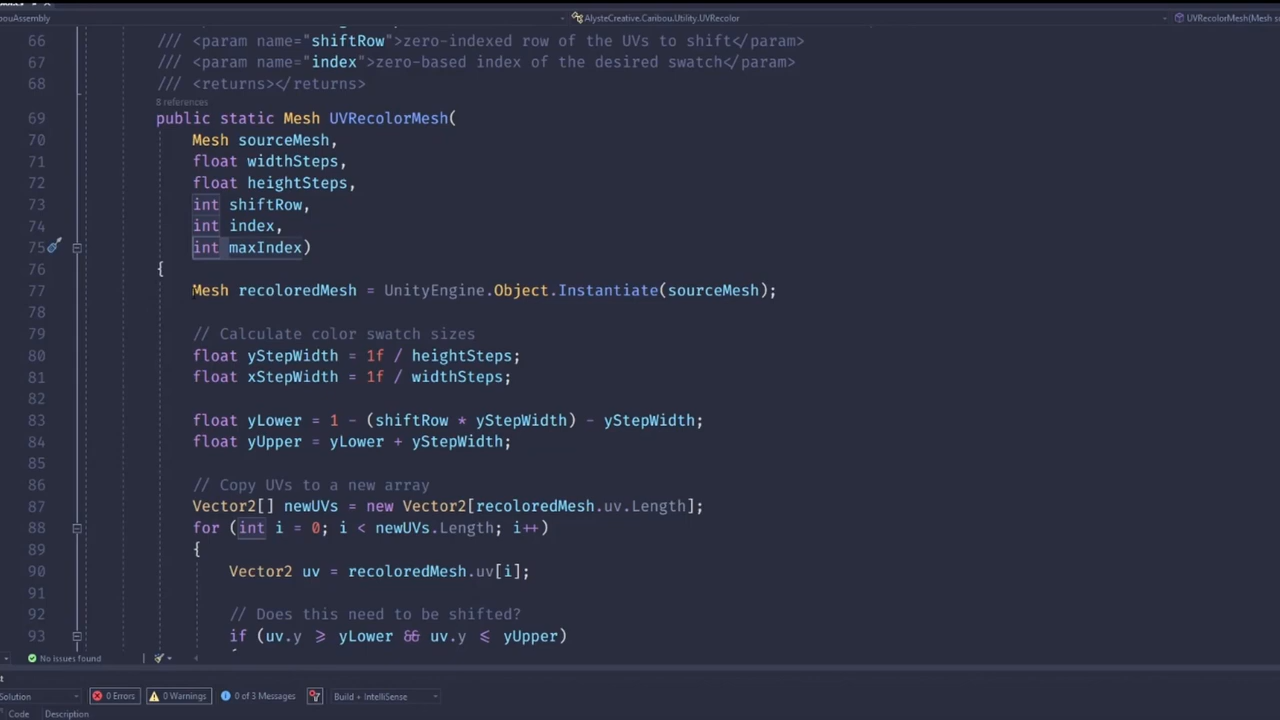 bouAssembly AlysteCreative.Caribou.Utility.UVRecolor UVRecolorMesh(Mesh
66 /// <param name="shiftRow">zero-indexed row of the UVs to shift</param>
67 /// <param name="index">zero-based index of the desired swatch</param>
68 /// <returns></returns>
8 references
69 public static Mesh UVRecolorMesh(
70 Mesh sourceMesh,
71 float widthSteps,
72 float heightSteps,
73 int shiftRow,
74 int index,
75 int maxIndex)
76 {
77 Mesh recoloredMesh = UnityEngine.Object.Instantiate(sourceMesh);
78
79 // Calculate color swatch sizes
80 float yStepWidth = 1f / heightSteps;
81 float xStepWidth = 1f / widthSteps;
82
83 float yLower = 1 - (shiftRow * yStepWidth) - yStepWidth;
84 float yUpper = yLower + yStepWidth;
85
86 // Copy UVs to a new array
87 Vector2[] newUVs = new Vector2[recoloredMesh.uv.Length];
88 for (int i = 0; i < newUVs.Length; i++)
89 {
90 Vector2 uv = recoloredMesh.uv[i];
91
92 // Does this need to be shifted?
93 if (uv.y ≥ yLower && uv.y ≤ yUpper)
No issues found
Solution 0 Errors 0 Warnings 0 of 3 Messages Build + IntelliSense
Code Description